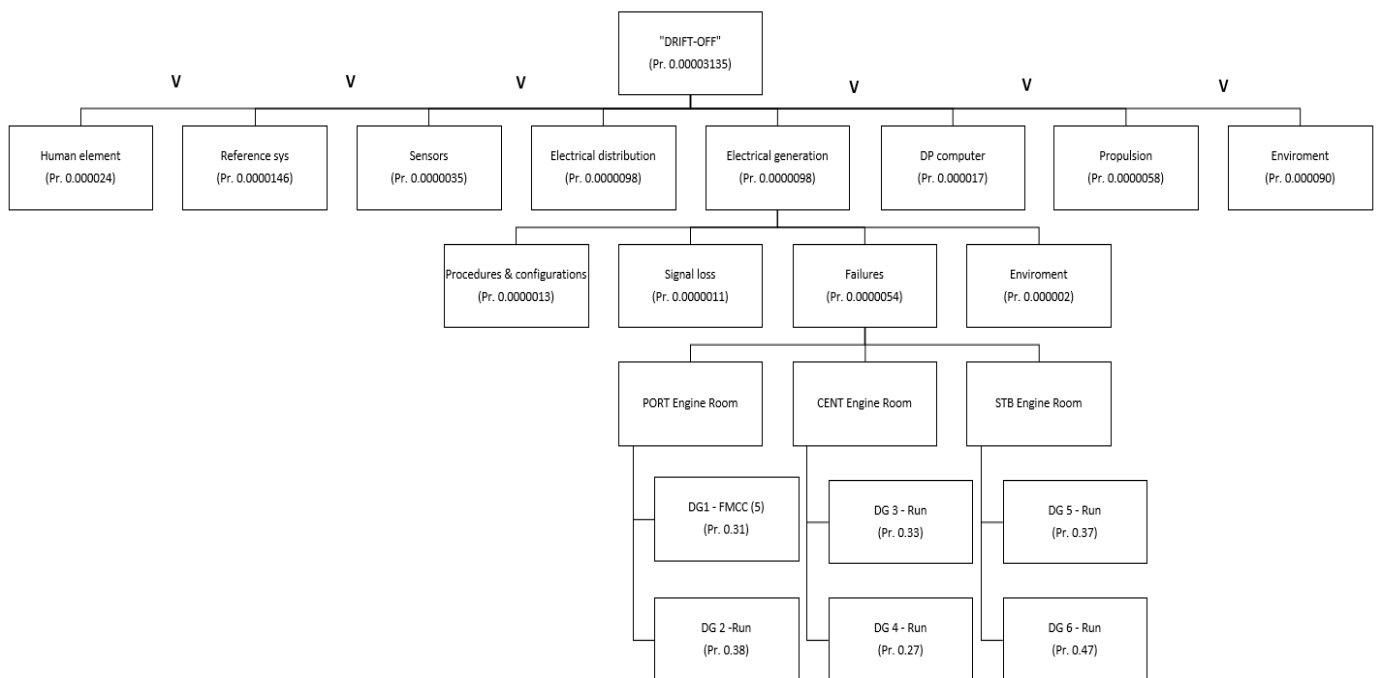 "DRIFT-OFF"
(Pr. 0.00003135)
V V V V V V
Human element
(Pr. 0.000024)
Reference sys
(Pr. 0.0000146)
Sensors
(Pr. 0.0000035)
Electrical distribution
(Pr. 0.0000098)
Electrical generation
(Pr. 0.0000098)
DP computer
(Pr. 0.000017)
Propulsion
(Pr. 0.0000058)
Enviroment
(Pr. 0.000090)
Procedures & configurations
(Pr. 0.0000013)
Signal loss
(Pr. 0.0000011)
Failures
(Pr. 0.0000054)
Enviroment
(Pr. 0.000002)
PORT Engine Room
CENT Engine Room
STB Engine Room
DG1 - FMCC (5)
(Pr. 0.31)
DG 3 - Run
(Pr. 0.33)
DG 5 - Run
(Pr. 0.37)
DG 2 -Run
(Pr. 0.38)
DG 4 - Run
(Pr. 0.27)
DG 6 - Run
(Pr. 0.47)